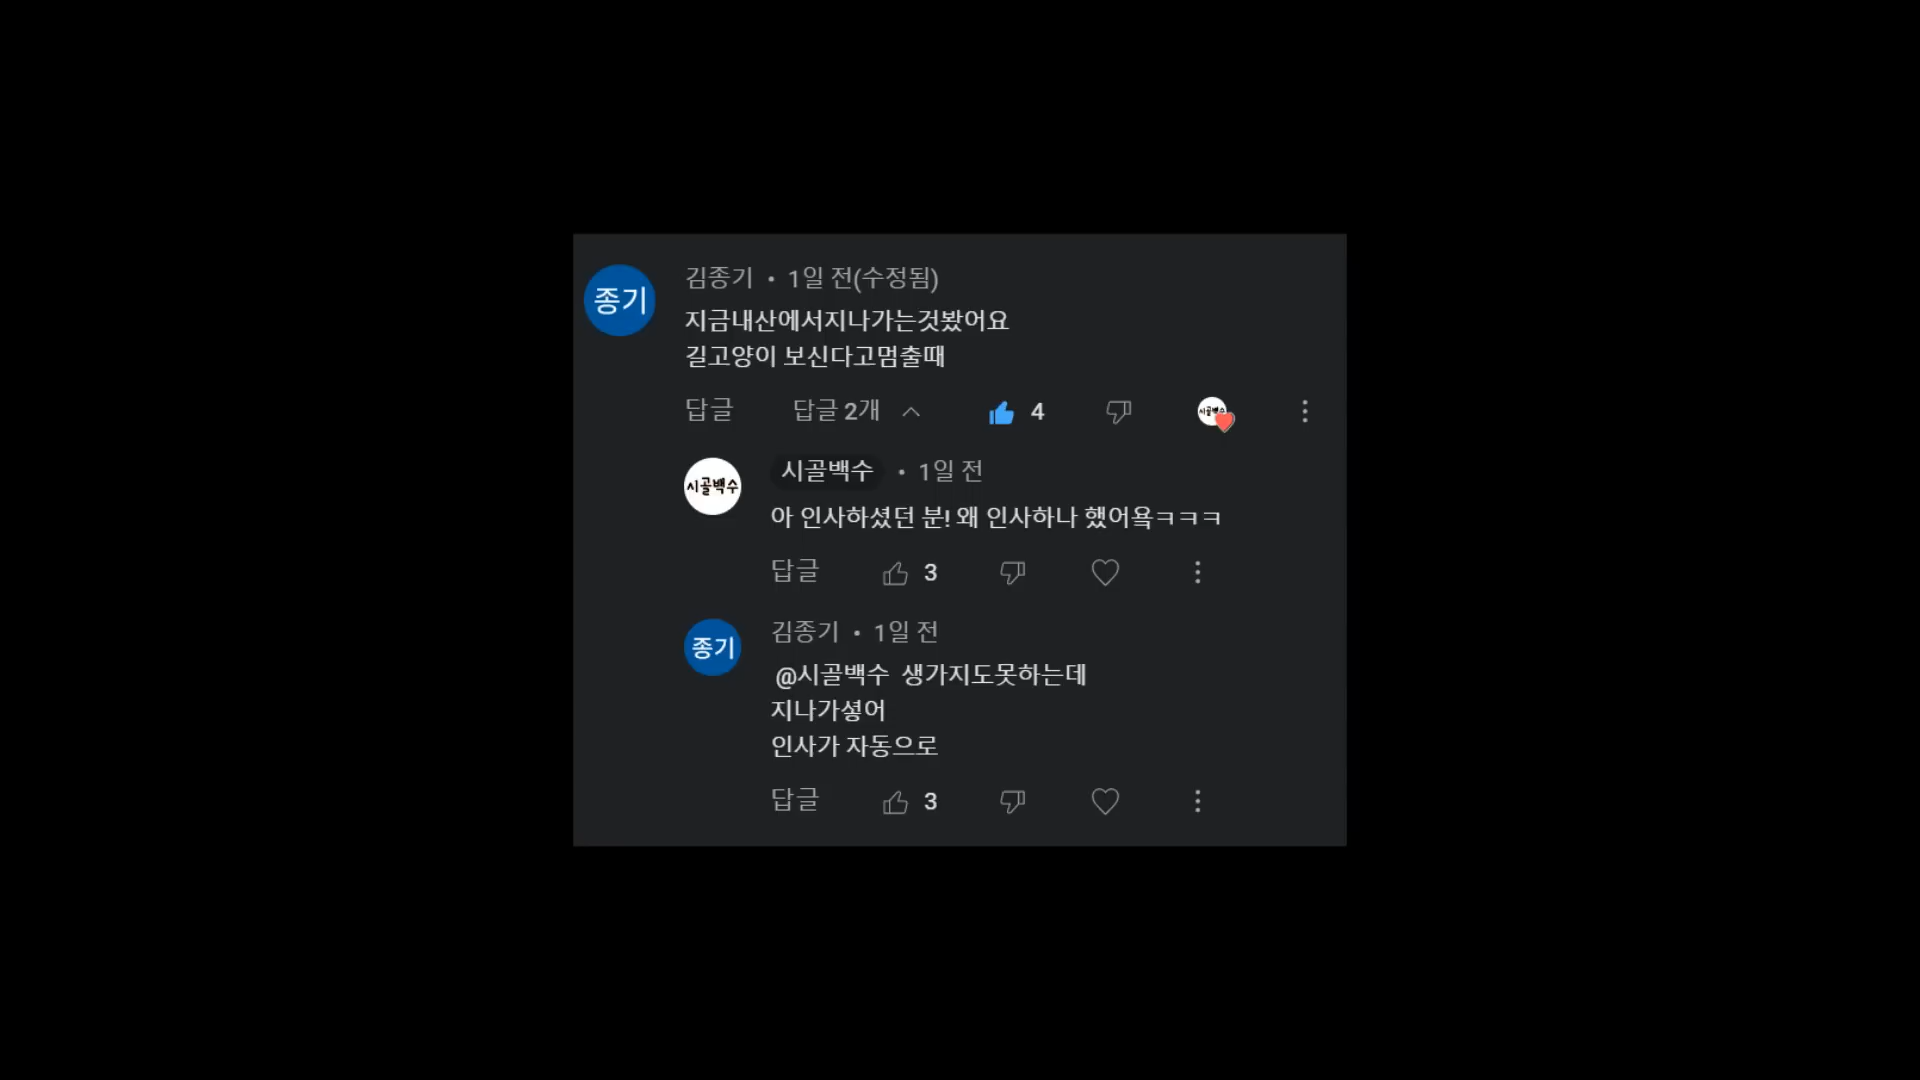 종기
김종기 • 1일 전(수정됨)
지금내산에서지나가는것봤어요
길고양이 보신다고멈출때
답글 답글 2개 4
시골백수
시골백수 • 1일 전
아 인사하셨던 분! 왜 인사하나 했어욬ㅋㅋㅋ
답글 3
종기
김종기 • 1일 전
@시골백수 생가지도못하는데
지나가셩어
인사가 자동으로
답글 3